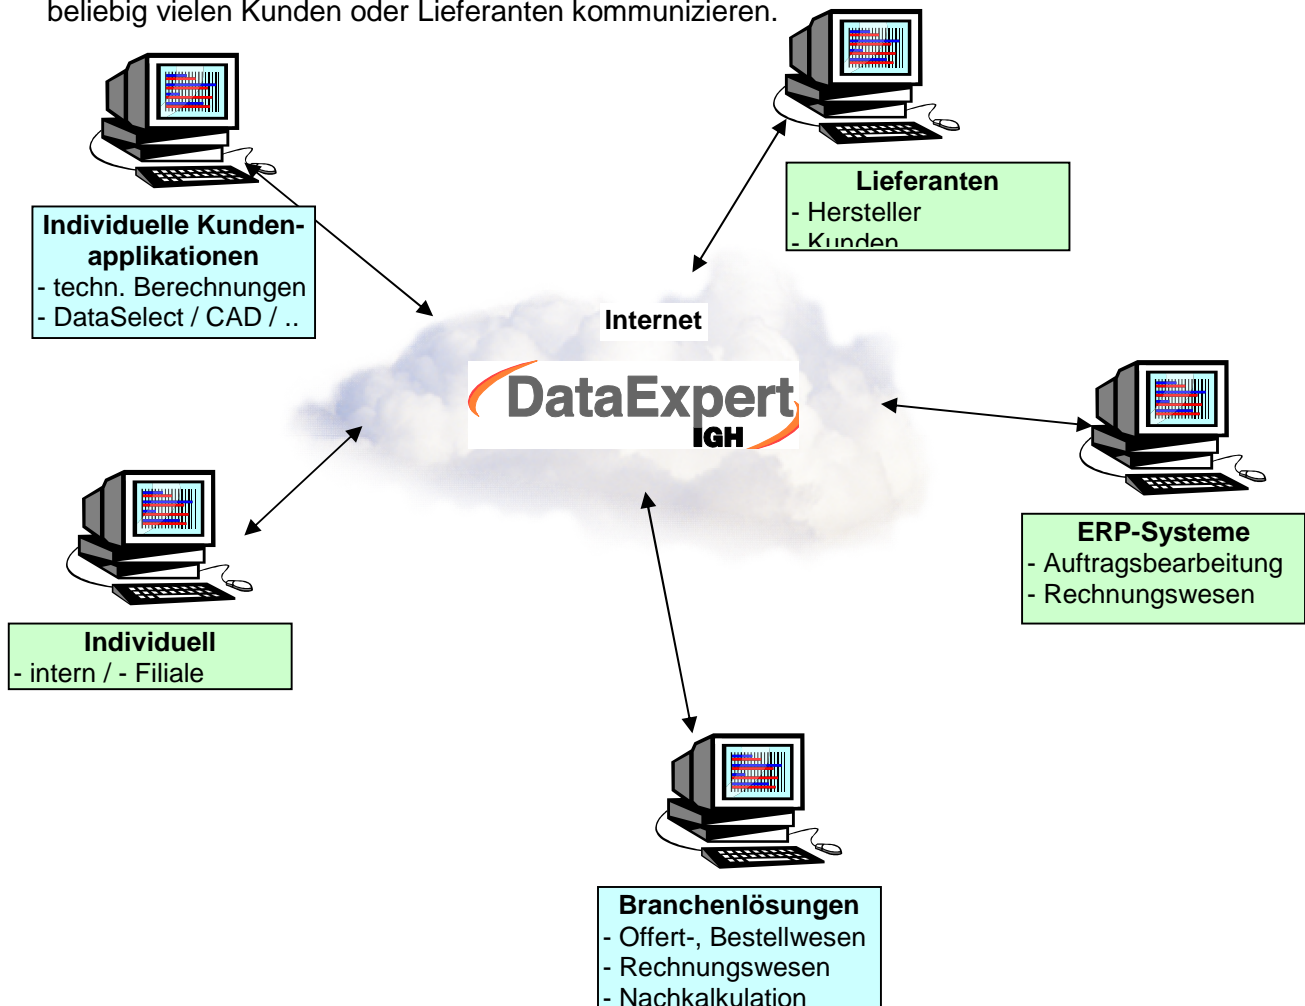 beliebig vielen Kunden oder Lieferanten kommunizieren.
Lieferanten
- Hersteller
- Kunden
Individuelle Kunden-
applikationen
- techn. Berechnungen
- DataSelect / CAD / ..
Internet
DataExpert
IGH
ERP-Systeme
- Auftragsbearbeitung
- Rechnungswesen
Individuell
- intern / - Filiale
Branchenlösungen
- Offert-, Bestellwesen
- Rechnungswesen
- Nachkalkulation